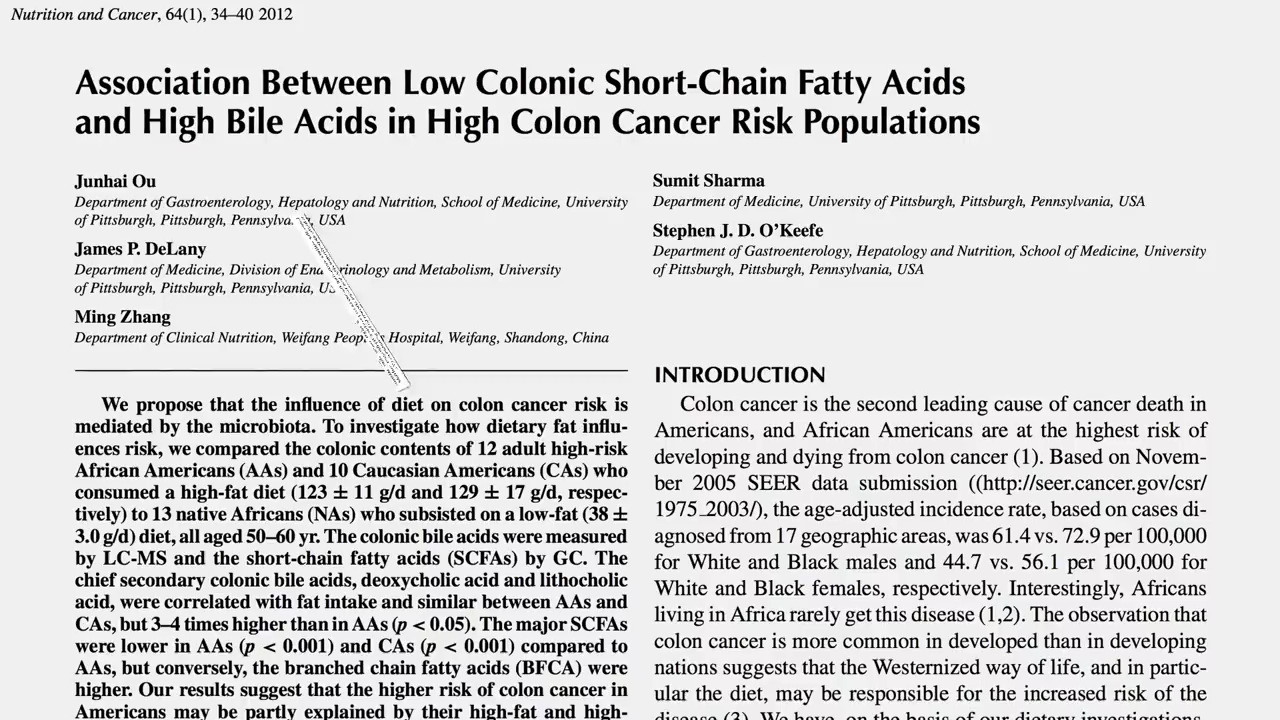 Nutrition and Cancer, 64(1), 34–40 2012
Association Between Low Colonic Short-Chain Fatty Acids
and High Bile Acids in High Colon Cancer Risk Populations
Junhai Ou
Department of Gastroenterology, Hepatology and Nutrition, School of Medicine, University
of Pittsburgh, Pittsburgh, USA
James P. DeLany
Department of Medicine, Division of and Metabolism, University
of Pittsburgh, Pittsburgh, Pennsylvania,
Ming Zhang
Department of Clinical Nutrition, Weifang Hospital, Weifang, Shandong, China
Sumit Sharma
Department of Medicine, University of Pittsburgh, Pittsburgh, Pennsylvania, USA
Stephen J. D. O’Keefe
Department of Gastroenterology, Hepatology and Nutrition, School of Medicine, University
of Pittsburgh, Pittsburgh, Pennsylvania, USA
We propose that the influence of diet on colon cancer risk is
mediated by the microbiota. To investigate how dietary fat influ-
ences risk, we compared the colonic contents of 12 adult high-risk
African Americans (AAs) and 10 Caucasian Americans (CAs) who
consumed a high-fat diet (123 ± 11 g/d and 129 ± 17 g/d, respec-
tively) to 13 native Africans (NAs) who subsisted on a low-fat (38 ±
3.0 g/d) diet, all aged 50–60 yr. The colonic bile acids were measured
by LC-MS and the short-chain fatty acids (SCFAs) by GC. The
chief secondary colonic bile acids, deoxycholic acid and lithocholic
acid, were correlated with fat intake and similar between AAs and
CAs, but 3–4 times higher than in AAs (p < 0.05). The major SCFAs
were lower in AAs (p < 0.001) and CAs (p < 0.001) compared to
AAs, but conversely, the branched chain fatty acids (BFCA) were
higher. Our results suggest that the higher risk of colon cancer in
Americans may be partly explained by their high-fat and high-
INTRODUCTION
Colon cancer is the second leading cause of cancer death in
Americans, and African Americans are at the highest risk of
developing and dying from colon cancer (1). Based on Novem-
ber 2005 SEER data submission ((http://seer.cancer.gov/csr/
1975_2003/), the age-adjusted incidence rate, based on cases di-
agnosed from 17 geographic areas, was 61.4 vs. 72.9 per 100,000
for White and Black males and 44.7 vs. 56.1 per 100,000 for
White and Black females, respectively. Interestingly, Africans
living in Africa rarely get this disease (1,2). The observation that
colon cancer is more common in developed than in developing
nations suggests that the Westernized way of life, and in partic-
ular the diet, may be responsible for the increased risk of the
disease (3). We have, on the basis of our dietary investigations,